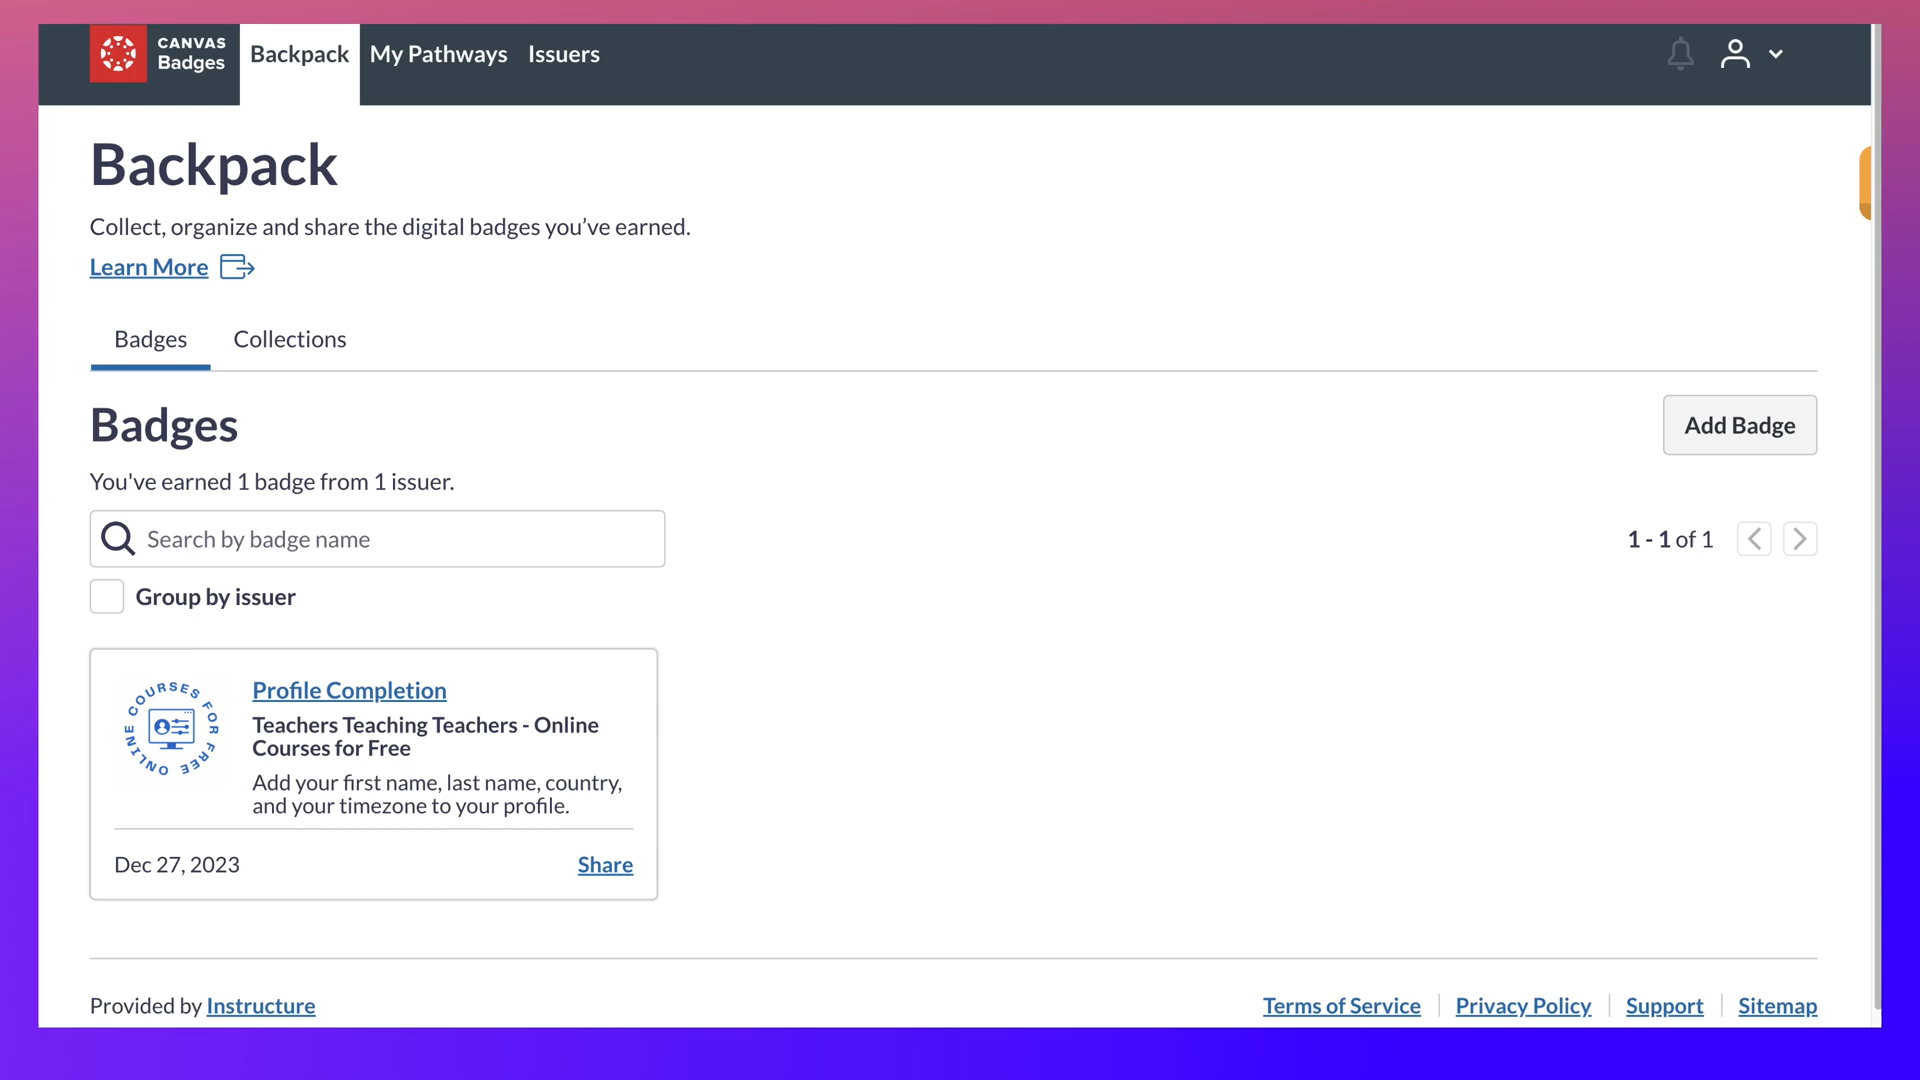 CANVAS
Badges
Backpack My Pathways Issuers
Backpack
Collect, organize and share the digital badges you’ve earned.
Learn More
Badges Collections
Badges
Add Badge
You've earned 1 badge from 1 issuer.
Search by badge name
1 - 1 of 1
Group by issuer
ONLINE COURSES FOR FREE
Profile Completion
Teachers Teaching Teachers - Online
Courses for Free
Add your first name, last name, country,
and your timezone to your profile.
Dec 27, 2023
Share
Provided by Instructure
Terms of Service Privacy Policy Support Sitemap